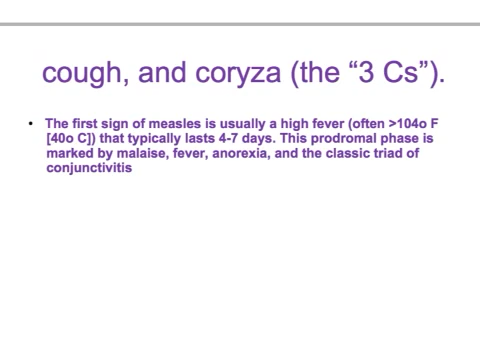 cough, and coryza (the “3 Cs”).
• The first sign of measles is usually a high fever (often >104o F
[40o C]) that typically lasts 4-7 days. This prodromal phase is
marked by malaise, fever, anorexia, and the classic triad of
conjunctivitis